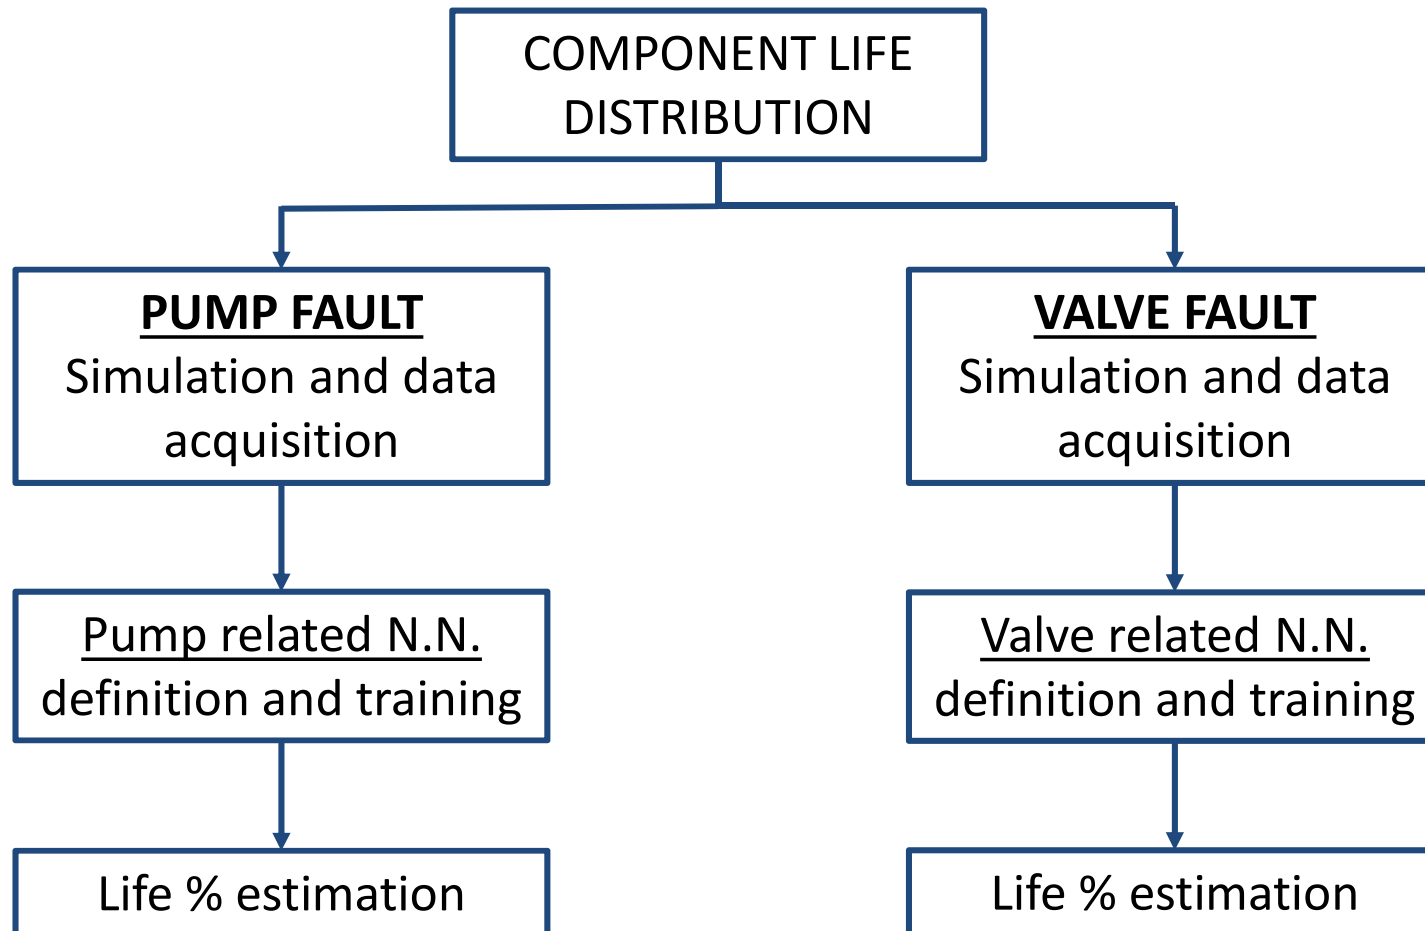 COMPONENT LIFE
DISTRIBUTION
PUMP FAULT
Simulation and data
acquisition
VALVE FAULT
Simulation and data
acquisition
Pump related N.N.
definition and training
Valve related N.N.
definition and training
Life % estimation
Life % estimation